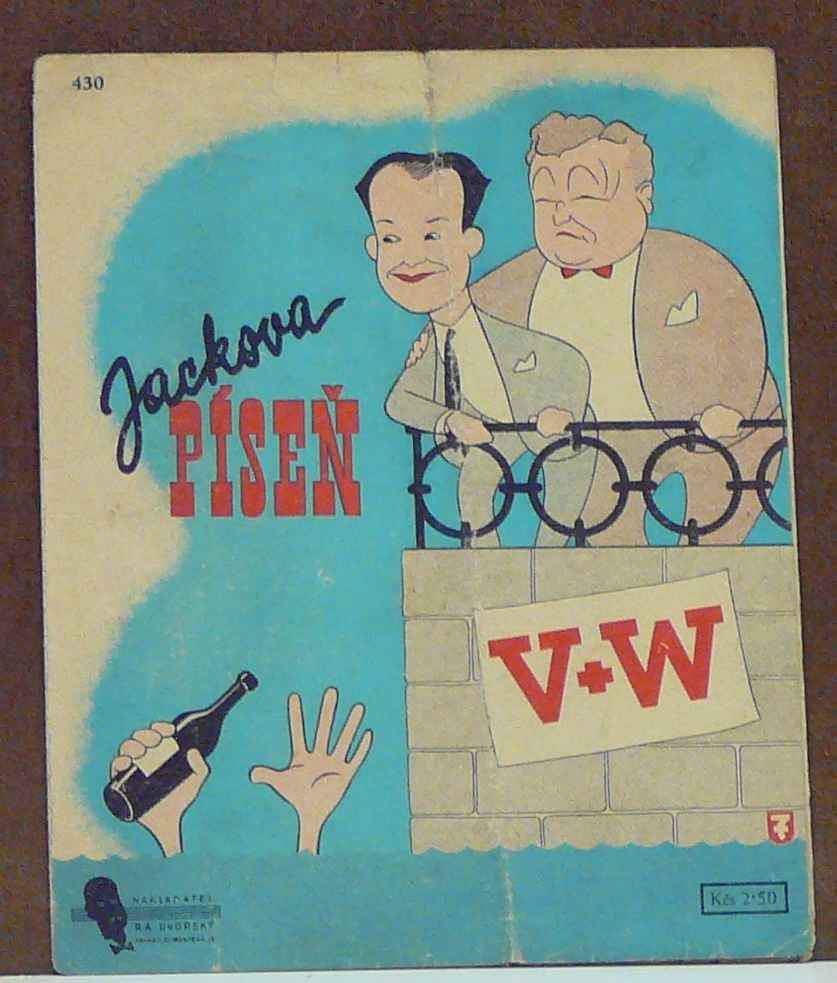 430
Jackova
PÍSEŇ
V+W
NAKLADATEL
R.A. DVORSKÝ
Kčs 2·50